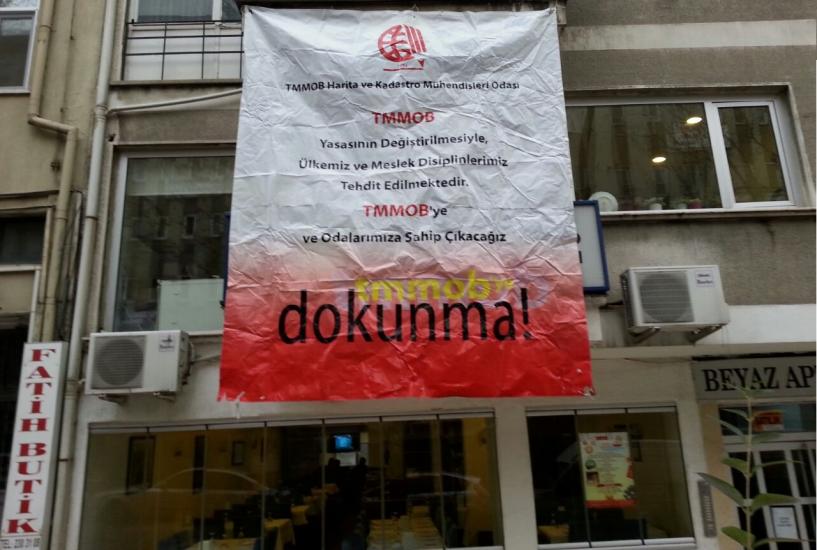 TMMOB Harita ve Kadastro Mühendisleri Odası
TMMOB
Yasasının Değiştirilmesiyle,
Ülkemiz ve Meslek Disiplinlerimiz
Tehdit Edilmektedir.
TMMOB'ye
ve Odalarımıza Sahip Çıkacağız
tmmob'ye
dokunma!
FATİH BUTİK
BEYAZ AP